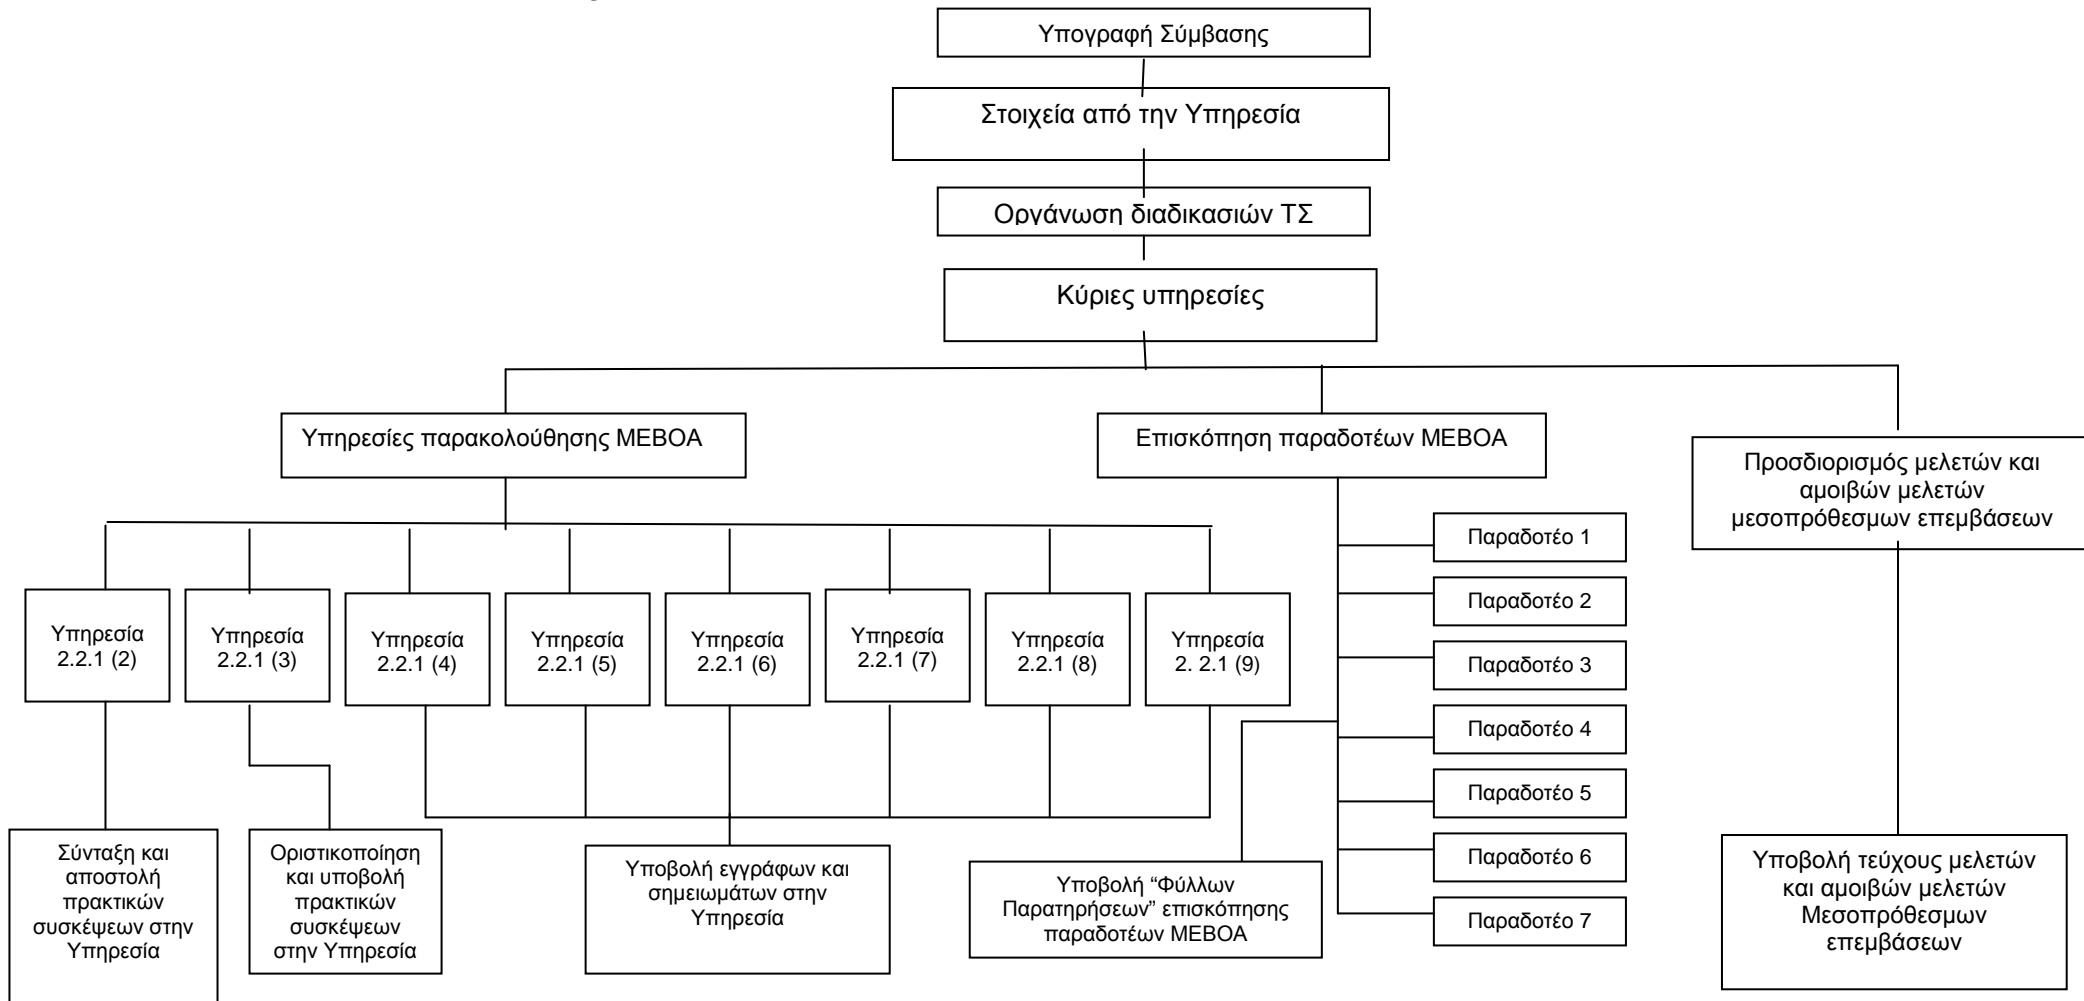 Υπογραφή Σύμβασης
Στοιχεία από την Υπηρεσία
Οργάνωση διαδικασιών ΤΣ
Κύριες υπηρεσίες
Υπηρεσίες παρακολούθησης ΜΕΒΟΑ
Επισκόπηση παραδοτέων ΜΕΒΟΑ
Προσδιορισμός μελετών και
αμοιβών μελετών
μεσοπρόθεσμων επεμβάσεων
Παραδοτέο 1
Παραδοτέο 2
Παραδοτέο 3
Παραδοτέο 4
Παραδοτέο 5
Παραδοτέο 6
Παραδοτέο 7
Υπηρεσία
2.2.1 (2)
Υπηρεσία
2.2.1 (3)
Υπηρεσία
2.2.1 (4)
Υπηρεσία
2.2.1 (5)
Υπηρεσία
2.2.1 (6)
Υπηρεσία
2.2.1 (7)
Υπηρεσία
2.2.1 (8)
Υπηρεσία
2. 2.1 (9)
Σύνταξη και
αποστολή
πρακτικών
συσκέψεων στην
Υπηρεσία
Οριστικοποίηση
και υποβολή
πρακτικών
συσκέψεων
στην Υπηρεσία
Υποβολή εγγράφων και
σημειωμάτων στην
Υπηρεσία
Υποβολή “Φύλλων
Παρατηρήσεων” επισκόπησης
παραδοτέων ΜΕΒΟΑ
Υποβολή τεύχους μελετών
και αμοιβών μελετών
Μεσοπρόθεσμων
επεμβάσεων